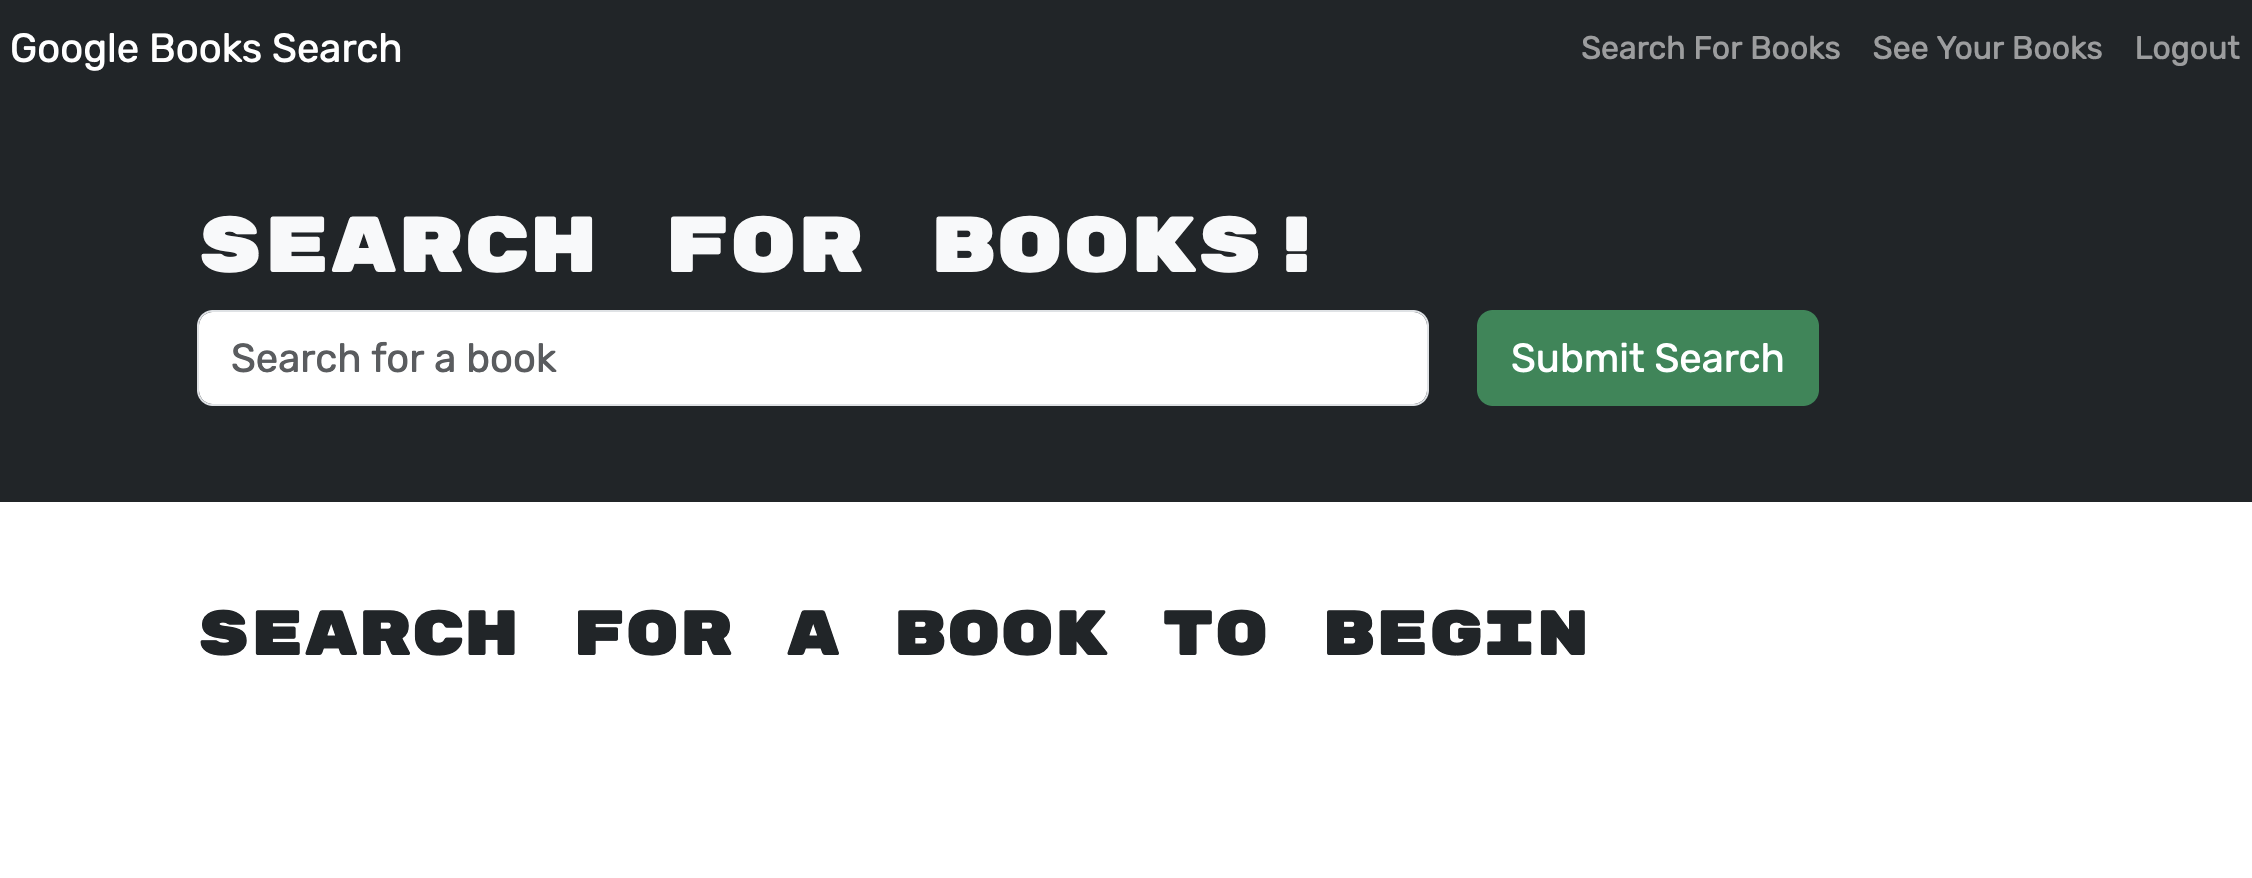 Google Books Search
Search For Books
See Your Books
Logout
SEARCH FOR BOOKS!
Search for a book
Submit Search
SEARCH FOR A BOOK TO BEGIN